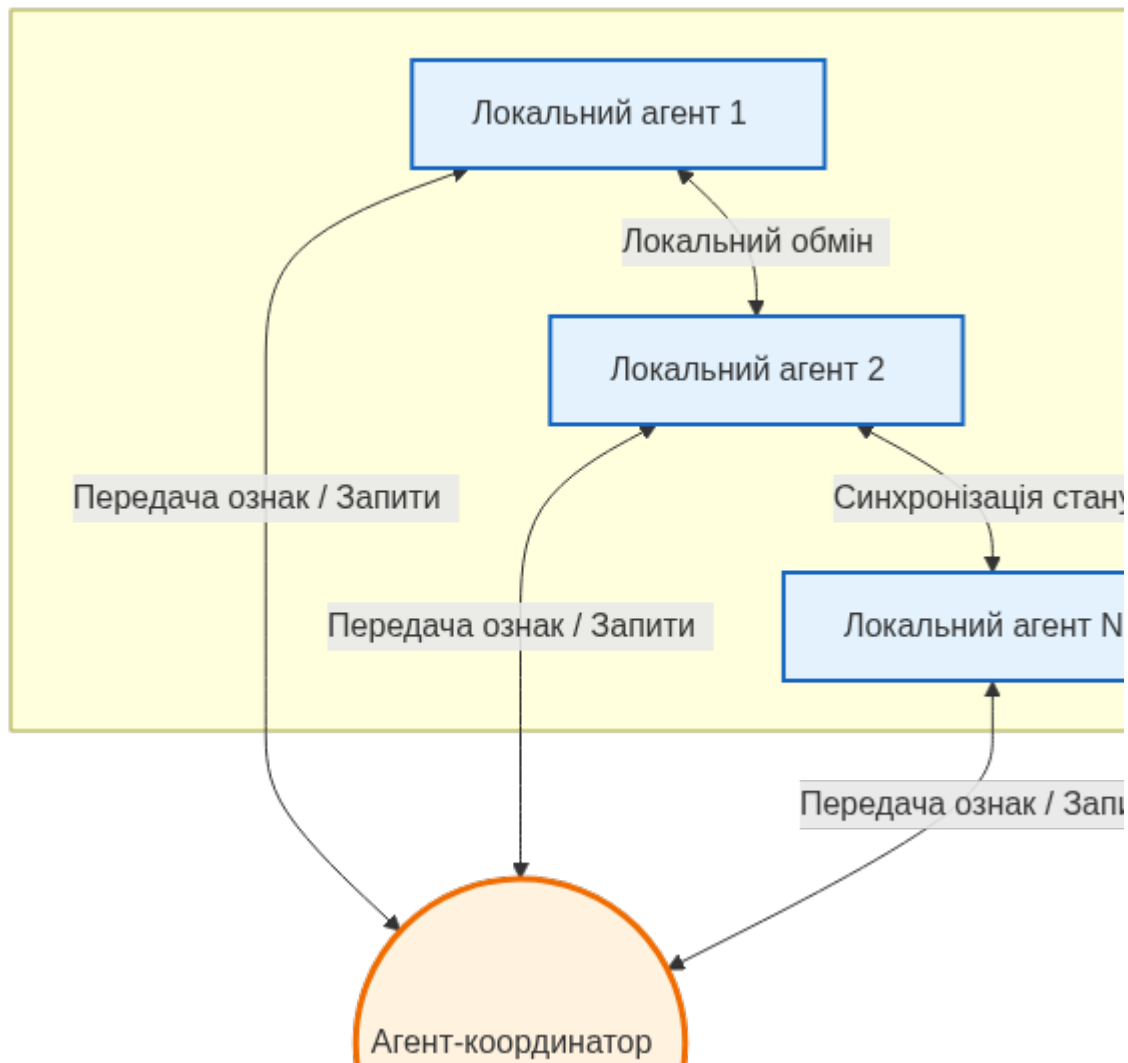 Локальний агент 1
Локальний обмін
Локальний агент 2
Передача ознак / Запити
Синхронізація стану
Передача ознак / Запити
Локальний агент N
Передача ознак / Запи
Агент-координатор